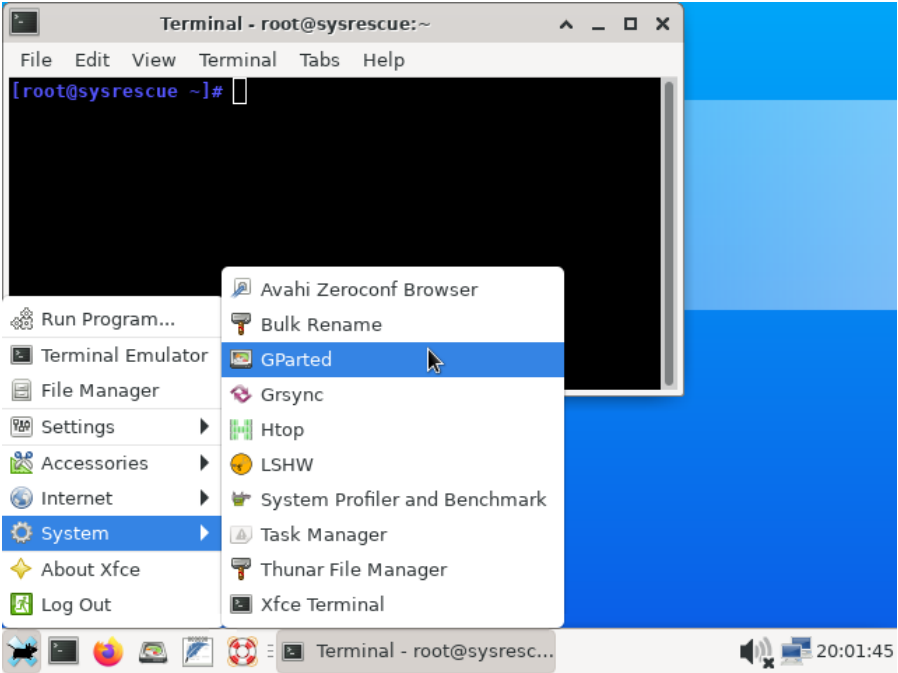 Terminal - root@sysrescue:~
File Edit View Terminal Tabs Help
[root@sysrescue ~]#
Run Program...
Terminal Emulator
File Manager
Settings
Accessories
Internet
System
About Xfce
Log Out
Avahi Zeroconf Browser
Bulk Rename
GParted
Grsync
Htop
LSHW
System Profiler and Benchmark
Task Manager
Thunar File Manager
Xfce Terminal
Terminal - root@sysresc...
20:01:45